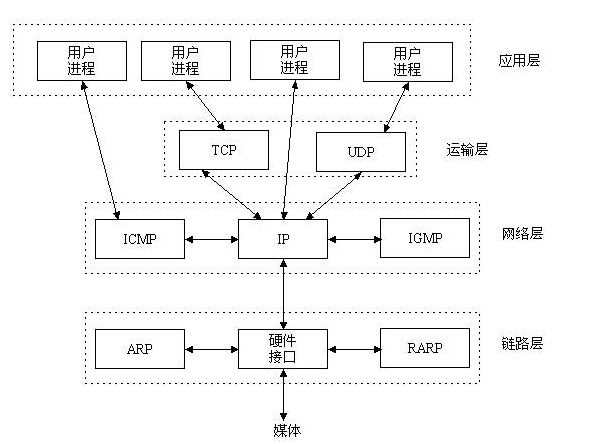 用户
进程
用户
进程
用户
进程
用户
进程
应用层
TCP
UDP
运输层
ICMP
IP
IGMP
网络层
ARP
硬件
接口
RARP
链路层
媒体